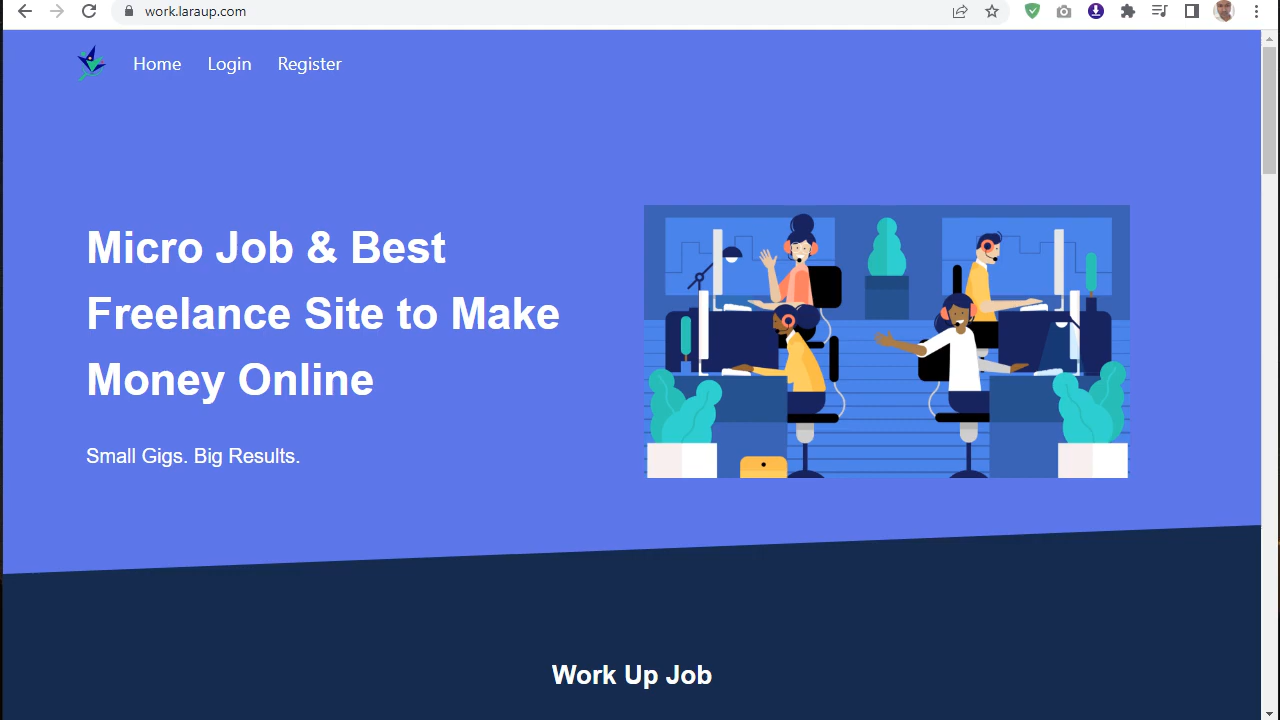 work.laraup.com
Home Login Register
Micro Job & Best
Freelance Site to Make
Money Online
Small Gigs. Big Results.
Work Up Job